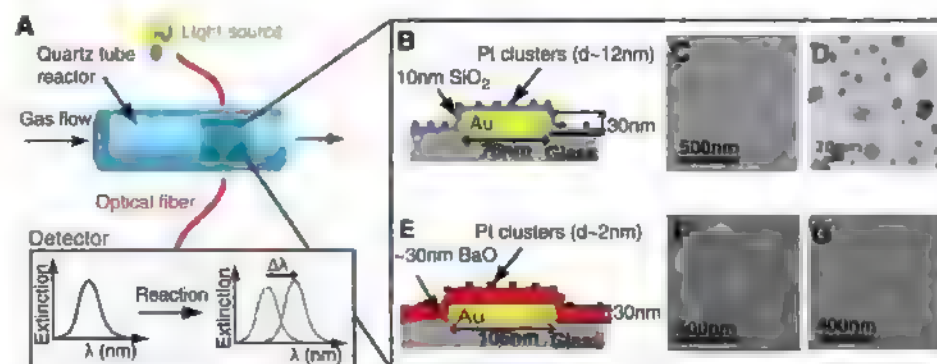 A
Light source
Quartz tube
reactor
Gas flow
Optical fiber
Detector
Extinction
λ (nm)
Reaction
Extinction
Δλ
λ (nm)
B
Pt clusters (d~12nm)
10nm SiO₂
Au
30nm
Glass
C
500nm
D
E
Pt clusters (d~2nm)
~30nm BaO
Au
30nm
Glass